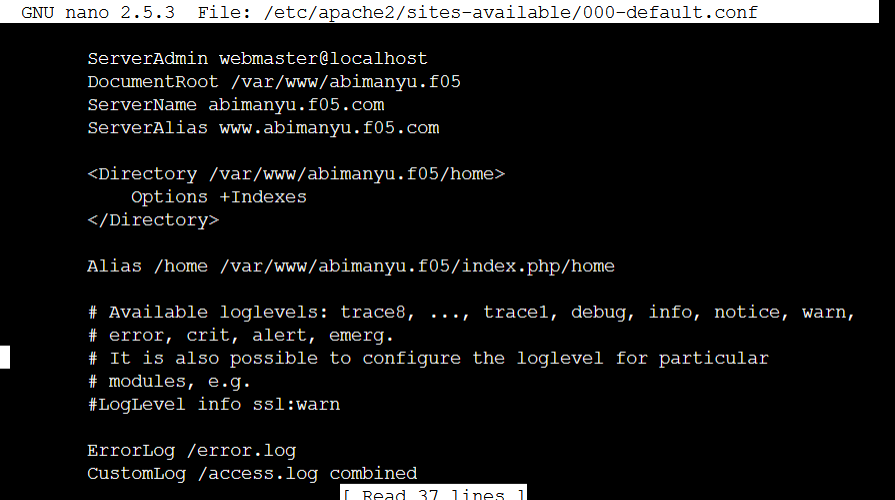 GNU nano 2.5.3 File: /etc/apache2/sites-available/000-default.conf
ServerAdmin webmaster@localhost
DocumentRoot /var/www/abimanyu.f05
ServerName abimanyu.f05.com
ServerAlias www.abimanyu.f05.com
<Directory /var/www/abimanyu.f05/home>
Options +Indexes
</Directory>
Alias /home /var/www/abimanyu.f05/index.php/home
# Available loglevels: trace8, ..., trace1, debug, info, notice, warn,
# error, crit, alert, emerg.
# It is also possible to configure the loglevel for particular
# modules, e.g.
#LogLevel info ssl:warn
ErrorLog /error.log
CustomLog /access.log combined
[ Read 37 lines ]